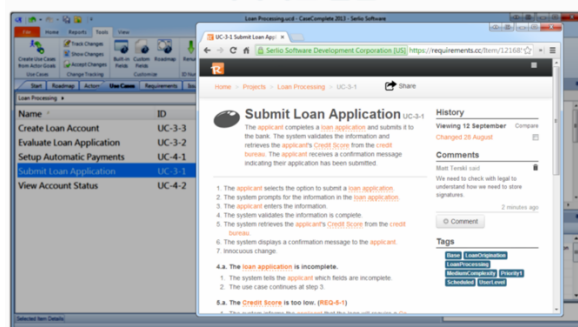 Loan Processing.ucd - CaseComplete 2013 - Serlio Software
File Home Reports Tools View
Track Changes
Show Changes
Accept Changes
Create Use Cases from Actor Goals
Built-in Fields
Custom Fields
Roadmap
Use Cases Change Tracking Customize
Start Roadmap Actors Use Cases Requirements
Loan Processing
Name ID
Create Loan Account UC-3-3
Evaluate Loan Application UC-3-2
Setup Automatic Payments UC-4-1
Submit Loan Application UC-3-1
View Account Status UC-4-2
Selected Item Details
UC-3-1 Submit Loan Appl
Serlio Software Development Corporation [US] https://requirements.cc/Item/12168
Home > Projects > Loan Processing > UC-3-1
Share
Submit Loan Application UC-3-1
The applicant completes a loan application and submits it to
the bank. The system validates the information and
retrieves the applicant's Credit Score from the credit
bureau. The applicant receives a confirmation message
indicating their application has been submitted.
1. The applicant selects the option to submit a loan application.
2. The system prompts for the information in the loan application.
3. The applicant enters the information.
4. The system validates the information is complete.
5. The system retrieves the applicant's Credit Score from the credit
bureau.
6. The system displays a confirmation message to the applicant.
7. Innocuous change.
4.a. The loan application is incomplete.
1. The system tells the applicant which fields are incomplete.
2. The use case continues at step 3.
5.a. The Credit Score is too low. (REQ-5-1)
History
Viewing 12 September Compare
Changed 28 August
Comments
Matt Terski said
We need to check with legal to
understand how we need to store
signatures.
2 minutes ago
Comment
Tags
Base LoanOrigination
LoanProcessing
MediumComplexity Priority1
Scheduled UserLevel